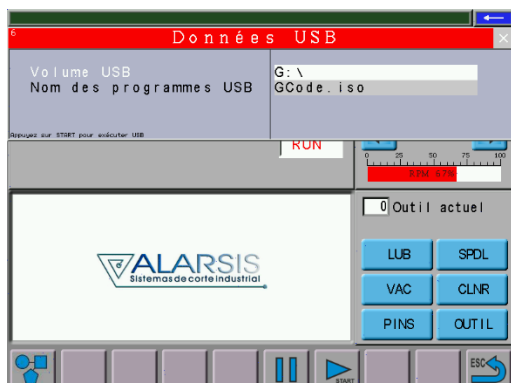 6
Données USB
Volume USB
G:\
Nom des programmes USB
GCode.iso
Appuyez sur START pour exécuter USB
RUN
0 25 50 75 100
RPM 67%
0 Outil actuel
ALARSIS
Sistemas de corte industrial
LUB
SPDL
VAC
CLNR
PINS
OUTIL
START
ESC